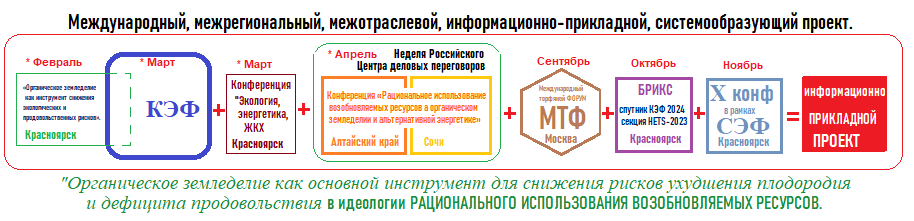 Международный, межрегиональный, межотраслевой, информационно-прикладной, системообразующий проект.
* Февраль
«Органическое земледелие
как инструмент снижения
экологических и
продовольственных рисков».
Красноярск
* Март
КЭФ
+
* Март
Конференция
"Экология,
энергетика,
ЖКХ
Красноярск
+
* Апрель
Неделя Российского
Центра деловых переговоров
Конференция «Рациональное использование
возобновляемых ресурсов а органическом
земледелии и альтернативной энергетике»
Алтайский край
Сочи
+
Сентябрь
Международный
торфяной ФОРУМ
МТФ
Москва
+
Октябрь
БРИКС
спутник КЭФ 2024
секция HETS-2023
Красноярск
+
Ноябрь
X конф
в рамках
СЭФ
Красноярск
=
информационно
ПРИКЛАДНОЙ
ПРОЕКТ
"Органическое земледелие как основной инструмент для снижения рисков ухудшения плодородия
и дефицита продовольствия в идеологии РАЦИОНАЛЬНОГО ИСПОЛЬЗОВАНИЯ ВОЗОБНОВЛЯЕМЫХ РЕСУРСОВ.